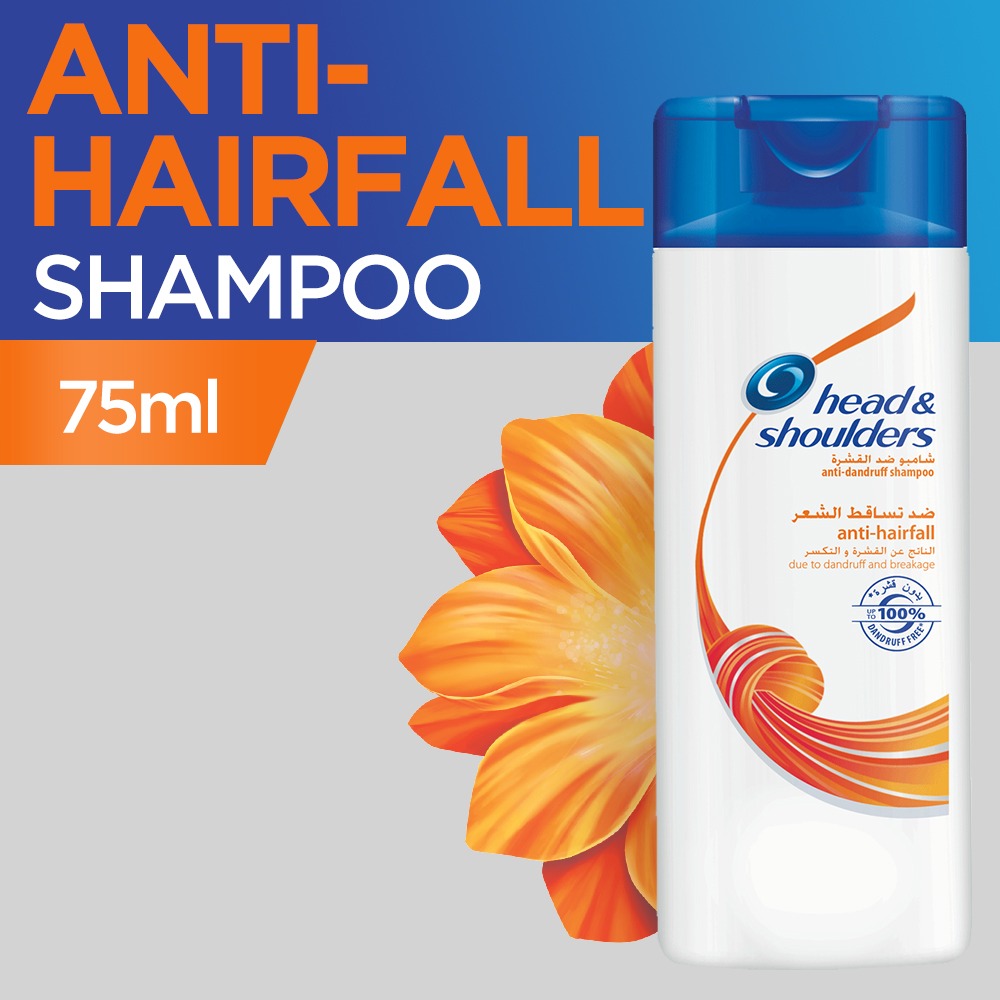 ANTI-
HAIRFALL
SHAMPOO
75ml
head &
shoulders
شامبو ضد القشرة
anti-dandruff shampoo
ضد تساقط الشعر
anti-hairfall
الناتج عن القشرة و التكسر
due to dandruff and breakage
بدون قشرة*
UP TO 100%
DANDRUFF FREE*